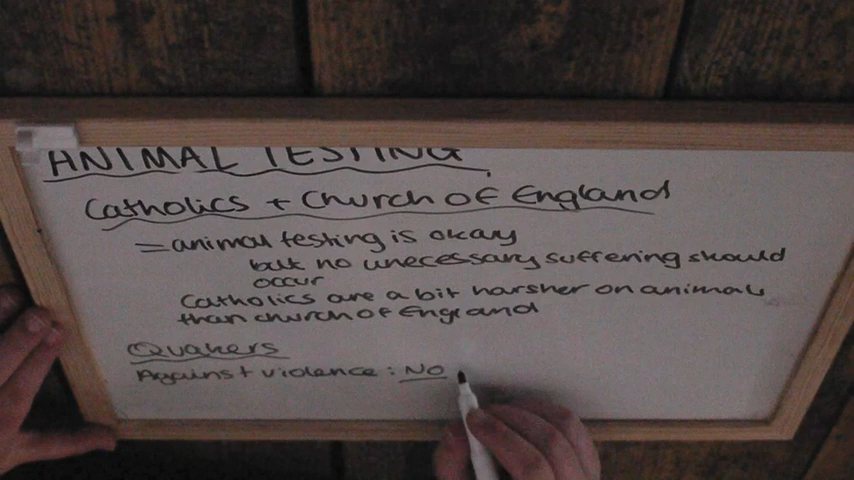 ANIMAL TESTING
Catholics + Church of England
= animal testing is okay
but no unecessary suffering should
occur
Catholics are a bit harsher on animals
than church of England
Quakers
Against violence : NO